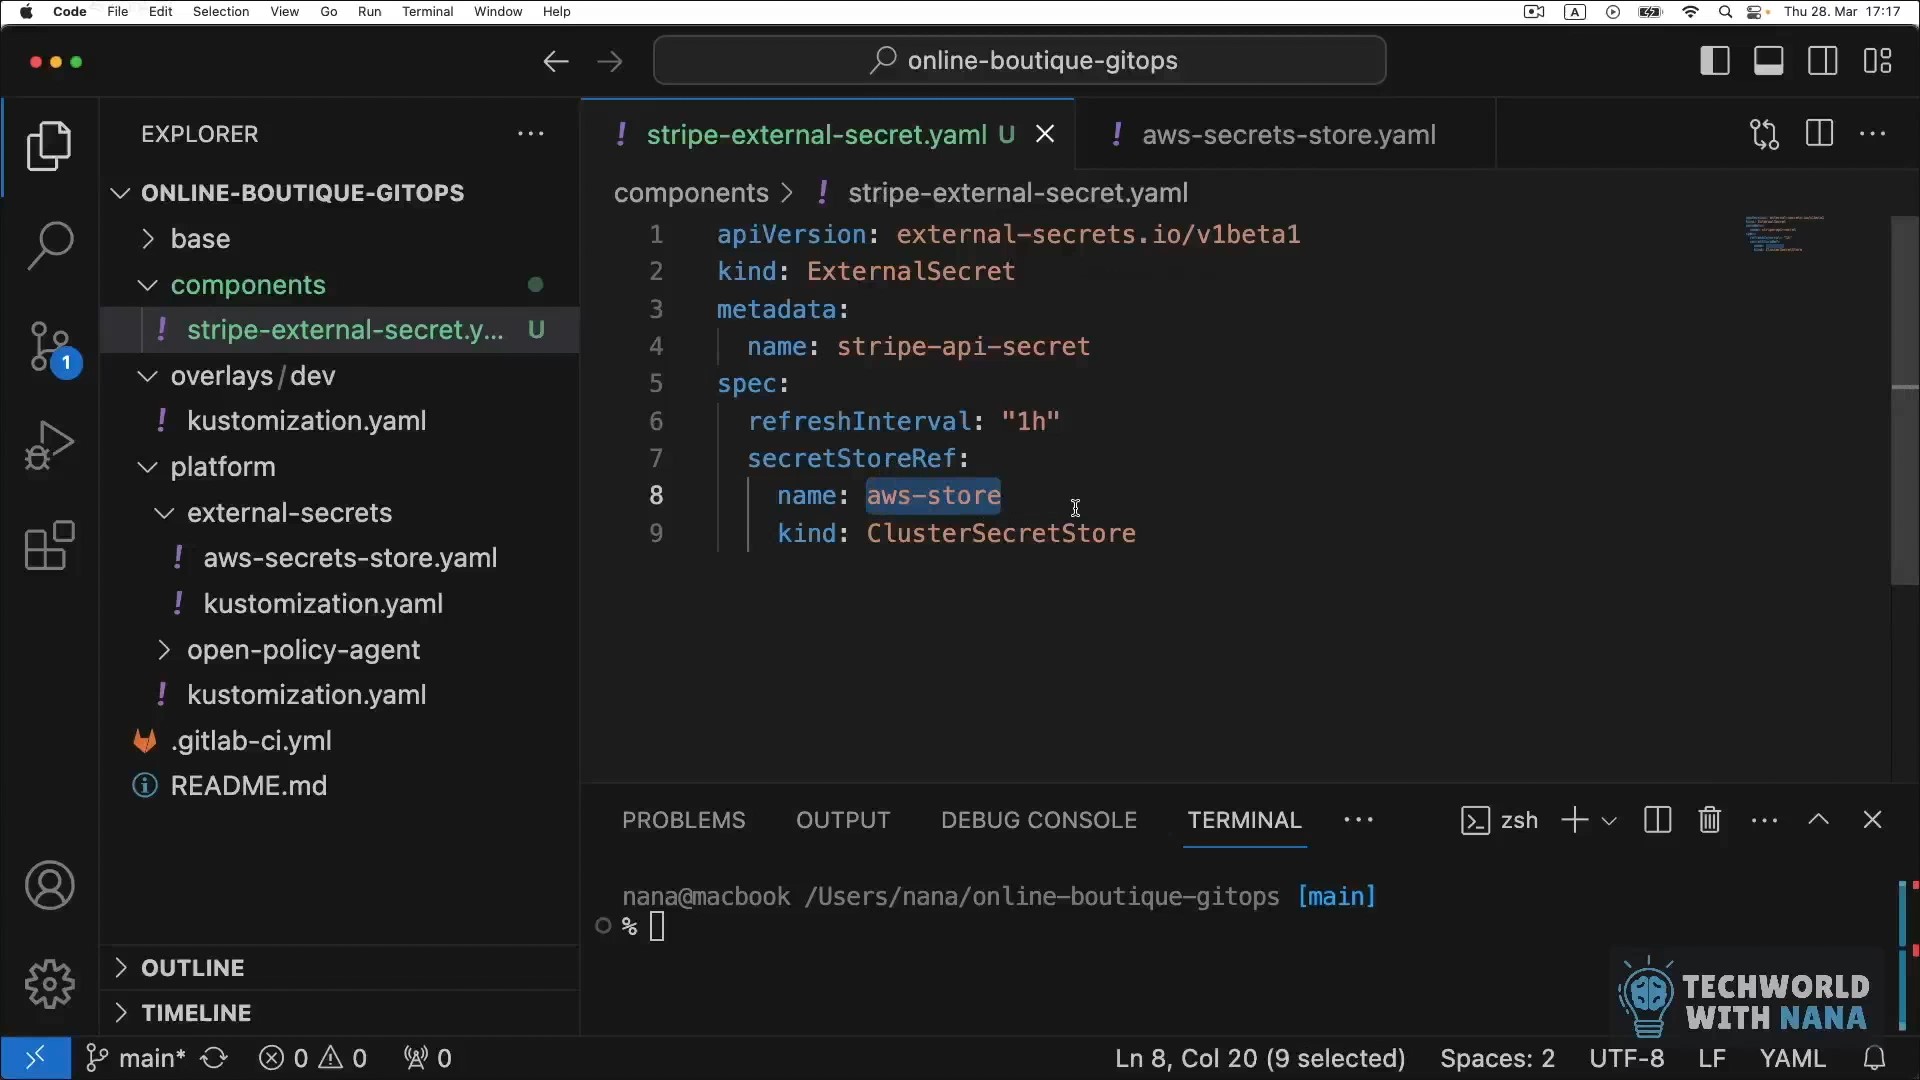 Code File Edit Selection View Go Run Terminal Window Help A Thu 28. Mar 17:17
online-boutique-gitops
EXPLORER
ONLINE-BOUTIQUE-GITOPS
base
components
stripe-external-secret.y... U
overlays/dev
kustomization.yaml
platform
external-secrets
aws-secrets-store.yaml
kustomization.yaml
open-policy-agent
kustomization.yaml
.gitlab-ci.yml
README.md
OUTLINE
TIMELINE
1
! stripe-external-secret.yaml U ! aws-secrets-store.yaml
components > ! stripe-external-secret.yaml
1 apiVersion: external-secrets.io/v1beta1
2 kind: ExternalSecret
3 metadata:
4 name: stripe-api-secret
5 spec:
6 refreshInterval: "1h"
7 secretStoreRef:
8 name: aws-store
9 kind: ClusterSecretStore
PROBLEMS OUTPUT DEBUG CONSOLE TERMINAL ... zsh
nana@macbook /Users/nana/online-boutique-gitops [main]
%
TECHWORLD
WITH NANA
main* 0 0 0 Ln 8, Col 20 (9 selected) Spaces: 2 UTF-8 LF YAML